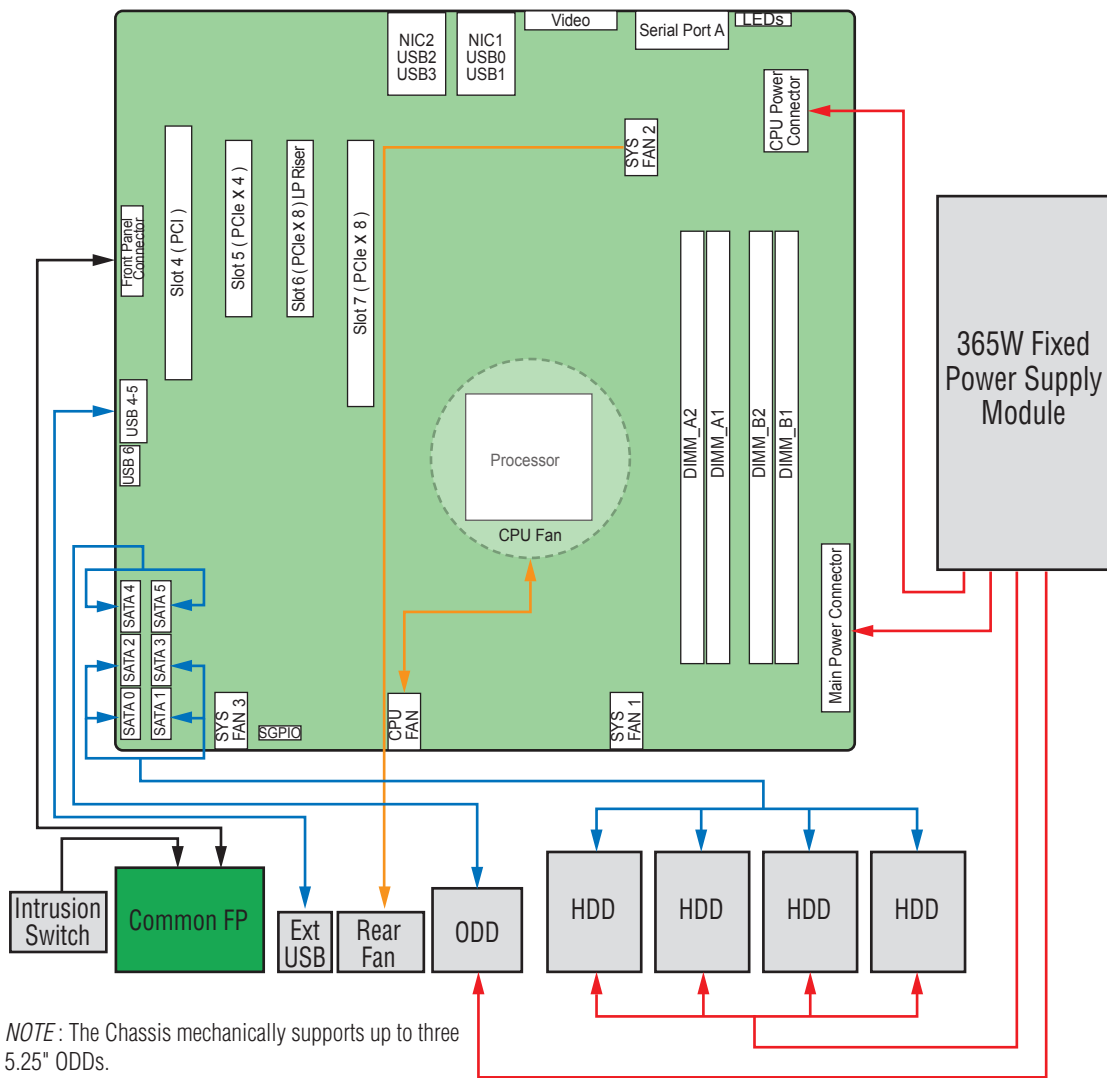 Video
LEDs
NIC2
USB2
USB3
NIC1
USB0
USB1
Serial Port A
CPU Power
Connector
SYS
FAN 2
Front Panel
Connector
Slot 4 ( PCI )
Slot 5 ( PCIe X 4 )
Slot 6 ( PCIe X 8 ) LP Riser
Slot 7 ( PCIe X 8 )
DIMM_A2
DIMM_A1
DIMM_B2
DIMM_B1
365W Fixed
Power Supply
Module
USB 4-5
USB 6
Processor
CPU Fan
SATA 4
SATA 5
SATA 2
SATA 3
SATA 0
SATA 1
Main Power Connector
SYS
FAN 3
SGPIO
CPU
FAN
SYS
FAN 1
Intrusion
Switch
Common FP
Ext
USB
Rear
Fan
ODD
HDD
HDD
HDD
HDD
NOTE : The Chassis mechanically supports up to three
5.25" ODDs.